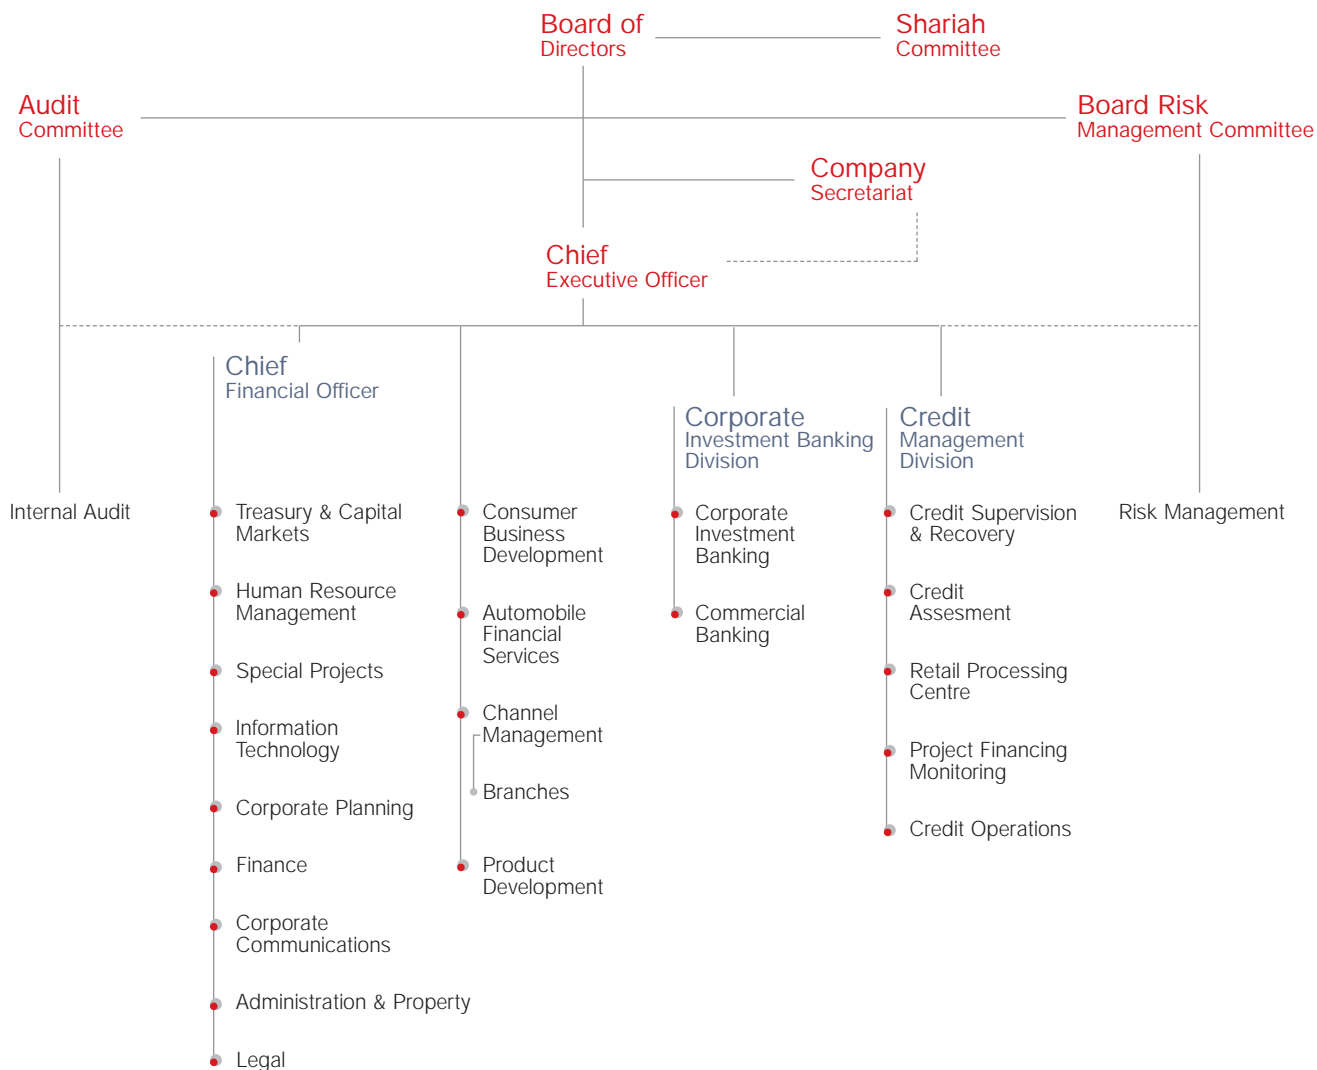 Board of
Directors
Shariah
Committee
Audit
Committee
Board Risk
Management Committee
Company
Secretariat
Chief
Executive Officer
Chief
Financial Officer
Corporate
Investment Banking
Division
Credit
Management
Division
Internal Audit
Treasury & Capital
Markets
Human Resource
Management
Special Projects
Information
Technology
Corporate Planning
Finance
Corporate
Communications
Administration & Property
Legal
Consumer
Business
Development
Automobile
Financial
Services
Channel
Management
Branches
Product
Development
Corporate
Investment
Banking
Commercial
Banking
Credit Supervision
& Recovery
Credit
Assesment
Retail Processing
Centre
Project Financing
Monitoring
Credit Operations
Risk Management